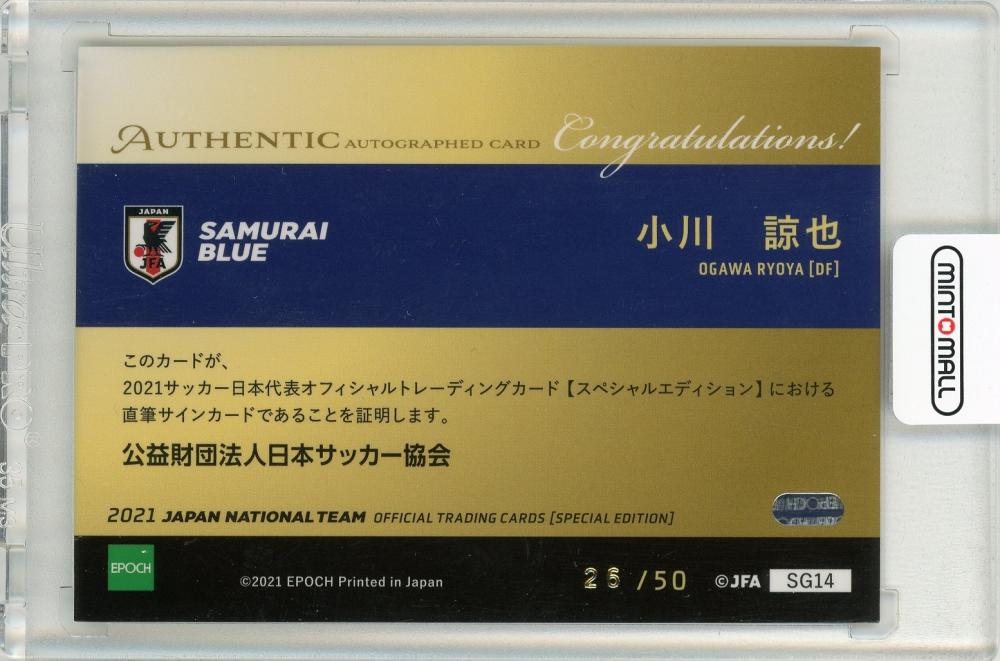 AUTHENTIC AUTOGRAPHED CARD Congratulations!
JAPAN
JFA
SAMURAI
BLUE
小川　諒也
OGAWA RYOYA [DF]
MINT MALL
このカードが、
2021サッカー日本代表オフィシャルトレーディングカード【スペシャルエディション】における
直筆サインカードであることを証明します。
公益財団法人日本サッカー協会
2021 JAPAN NATIONAL TEAM OFFICIAL TRADING CARDS [SPECIAL EDITION]
EPOCH
EPOCH
©2021 EPOCH Printed in Japan
26/50
©JFA SG14